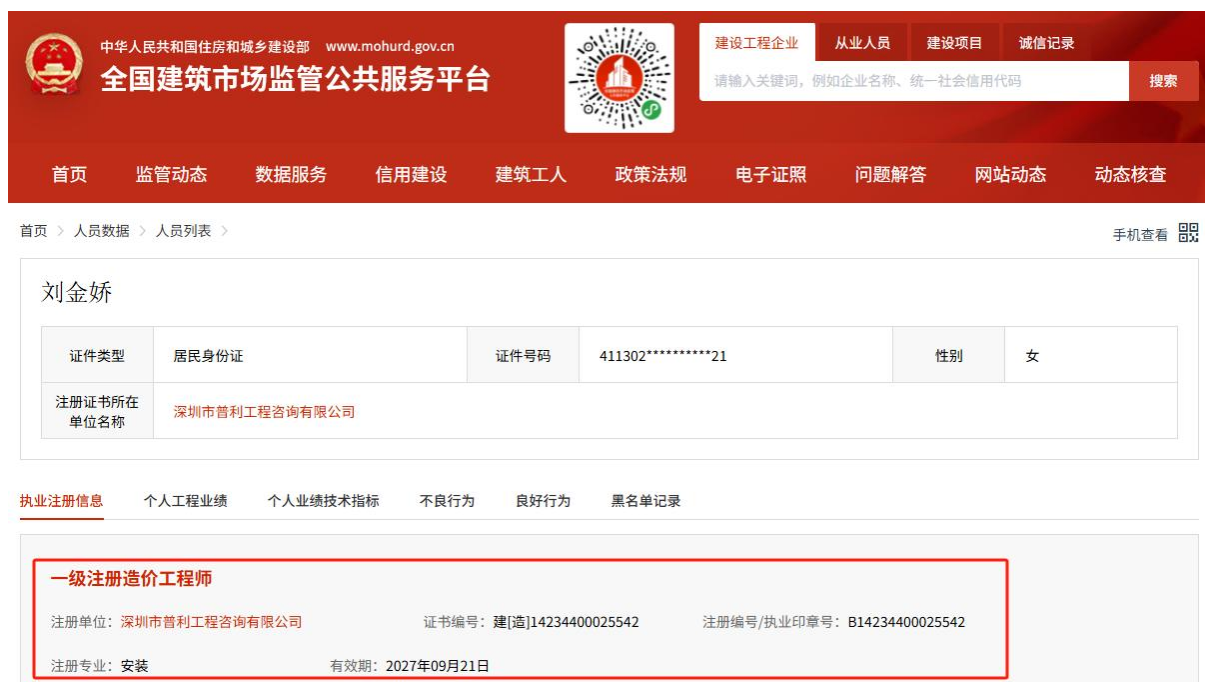 中华人民共和国住房和城乡建设部 www.mohurd.gov.cn
全国建筑市场监管公共服务平台
建设工程企业 从业人员 建设项目 诚信记录
请输入关键词，例如企业名称、统一社会信用代码 搜索
首页 监管动态 数据服务 信用建设 建筑工人 政策法规 电子证照 问题解答 网站动态 动态核查
首页 > 人员数据 > 人员列表 >
手机查看
刘金娇
证件类型 居民身份证 证件号码 411302**********21 性别 女
注册证书所在
单位名称
深圳市普利工程咨询有限公司
执业注册信息 个人工程业绩 个人业绩技术指标 不良行为 良好行为 黑名单记录
一级注册造价工程师
注册单位：深圳市普利工程咨询有限公司 证书编号：建[造]14234400025542 注册编号/执业印章号：B14234400025542
注册专业：安装 有效期：2027年09月21日